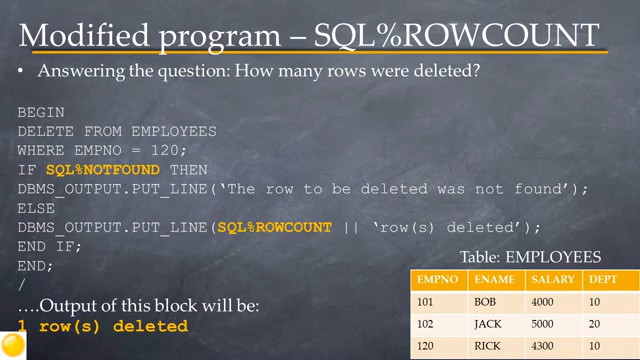 Modified program – SQL%ROWCOUNT
• Answering the question: How many rows were deleted?
BEGIN
DELETE FROM EMPLOYEES
WHERE EMPNO = 120;
IF SQL%NOTFOUND THEN
DBMS_OUTPUT.PUT_LINE(‘The row to be deleted was not found’);
ELSE
DBMS_OUTPUT.PUT_LINE(SQL%ROWCOUNT || ‘row(s) deleted’);
END IF;
END;
/
….Output of this block will be:
1 row(s) deleted
Table: EMPLOYEES
EMPNO ENAME SALARY DEPT
101 BOB 4000 10
102 JACK 5000 20
120 RICK 4300 10